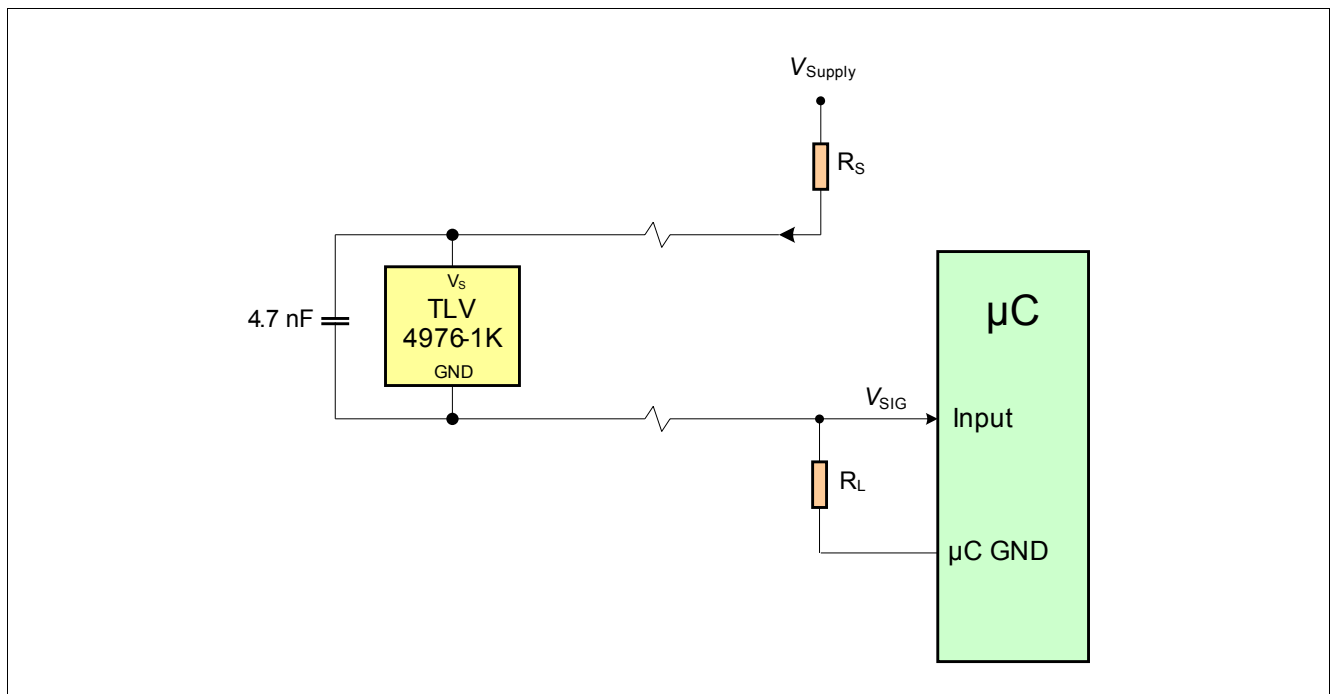 VSupply
RS
4.7 nF
VS
TLV
4976-1K
GND
µC
VSIG
Input
RL
µC GND